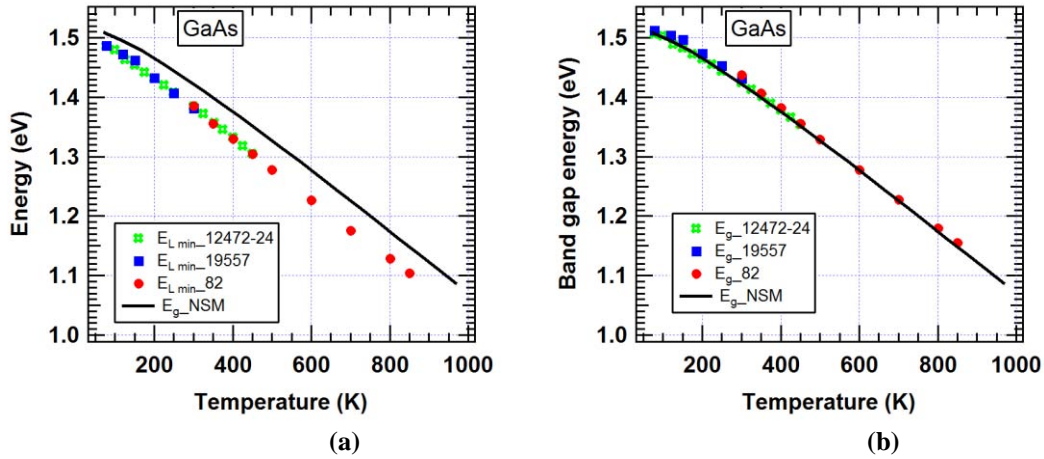 GaAs
1.5
1.4
1.3
1.2
1.1
1.0
Energy (eV)
E_L min_12472-24
E_L min_19557
E_L min_82
E_g_NSM
200 400 600 800 1000
Temperature (K)
(a)
GaAs
1.5
1.4
1.3
1.2
1.1
1.0
Band gap energy (eV)
E_g_12472-24
E_g_19557
E_g_82
E_g_NSM
200 400 600 800 1000
Temperature (K)
(b)